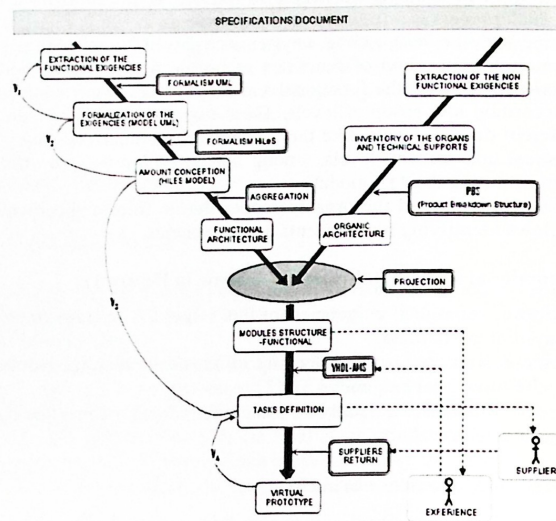 SPECIFICATIONS DOCUMENT
EXTRACTION OF THE
FUNCTIONAL EXIGENCIES
FORMALISM UML
V1
FORMALIZATION OF THE
EXIGENCIES (MODEL UML)
V2
FORMALISM HiLeS
AMOUNT CONCEPTION
(HILES MODEL)
AGGREGATION
FUNCTIONAL
ARCHITECTURE
EXTRACTION OF THE NON
FUNCTIONAL EXIGENCIES
INVENTORY OF THE ORGANS
AND TECHNICAL SUPPORTS
PBS
(Product Breakdown Structure)
ORGANIC
ARCHITECTURE
PROJECTION
V3
MODULES STRUCTURE
-FUNCTIONAL
VHDL-AMS
TASKS DEFINITION
V4
SUPPLIERS
RETURN
SUPPLIER
VIRTUAL
PROTOTYPE
EXPERIENCE